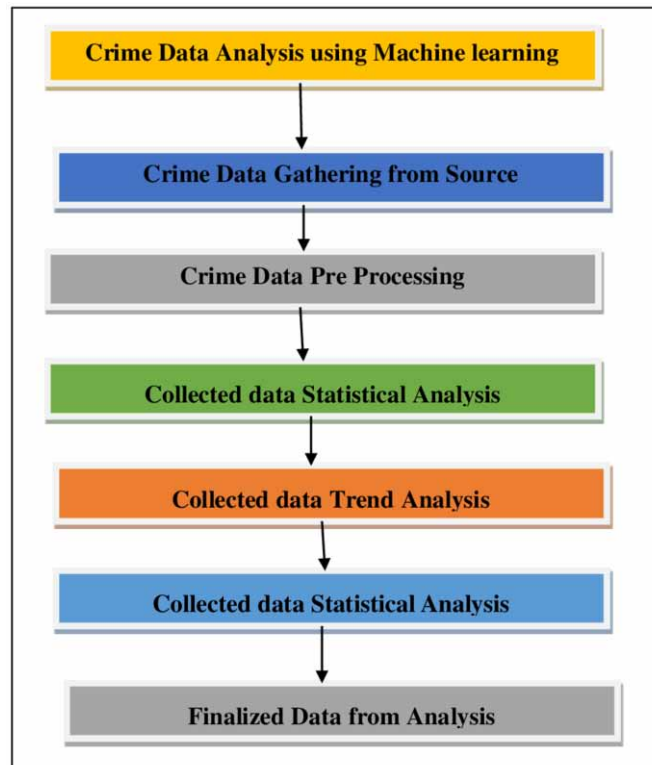 Crime Data Analysis using Machine learning
Crime Data Gathering from Source
Crime Data Pre Processing
Collected data Statistical Analysis
Collected data Trend Analysis
Collected data Statistical Analysis
Finalized Data from Analysis